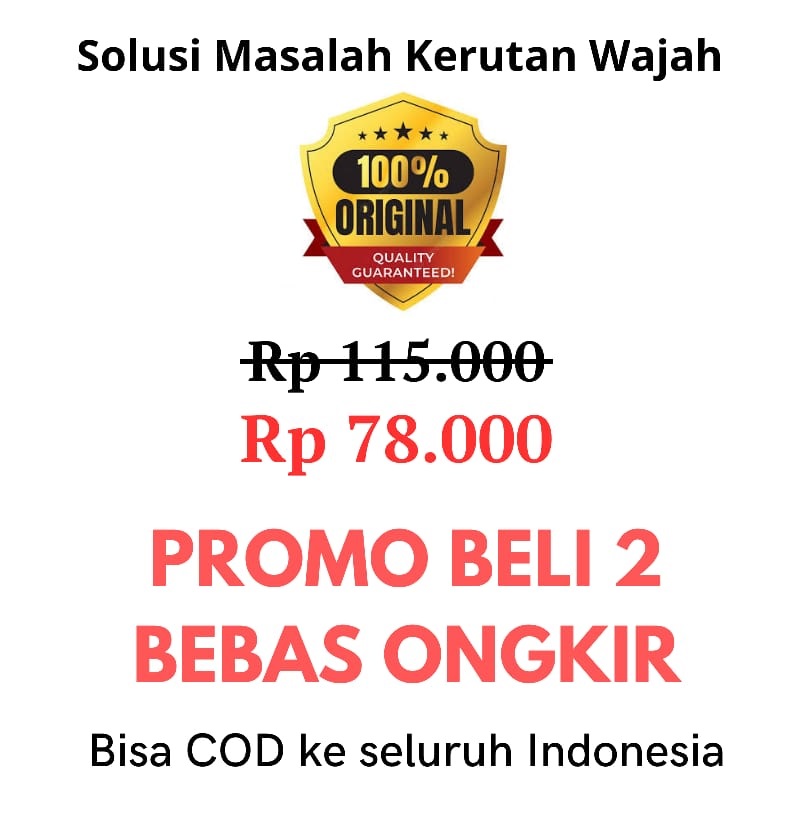 Solusi Masalah Kerutan Wajah
100%
ORIGINAL
QUALITY
GUARANTEED!
Rp 115.000
Rp 78.000
PROMO BELI 2
BEBAS ONGKIR
Bisa COD ke seluruh Indonesia